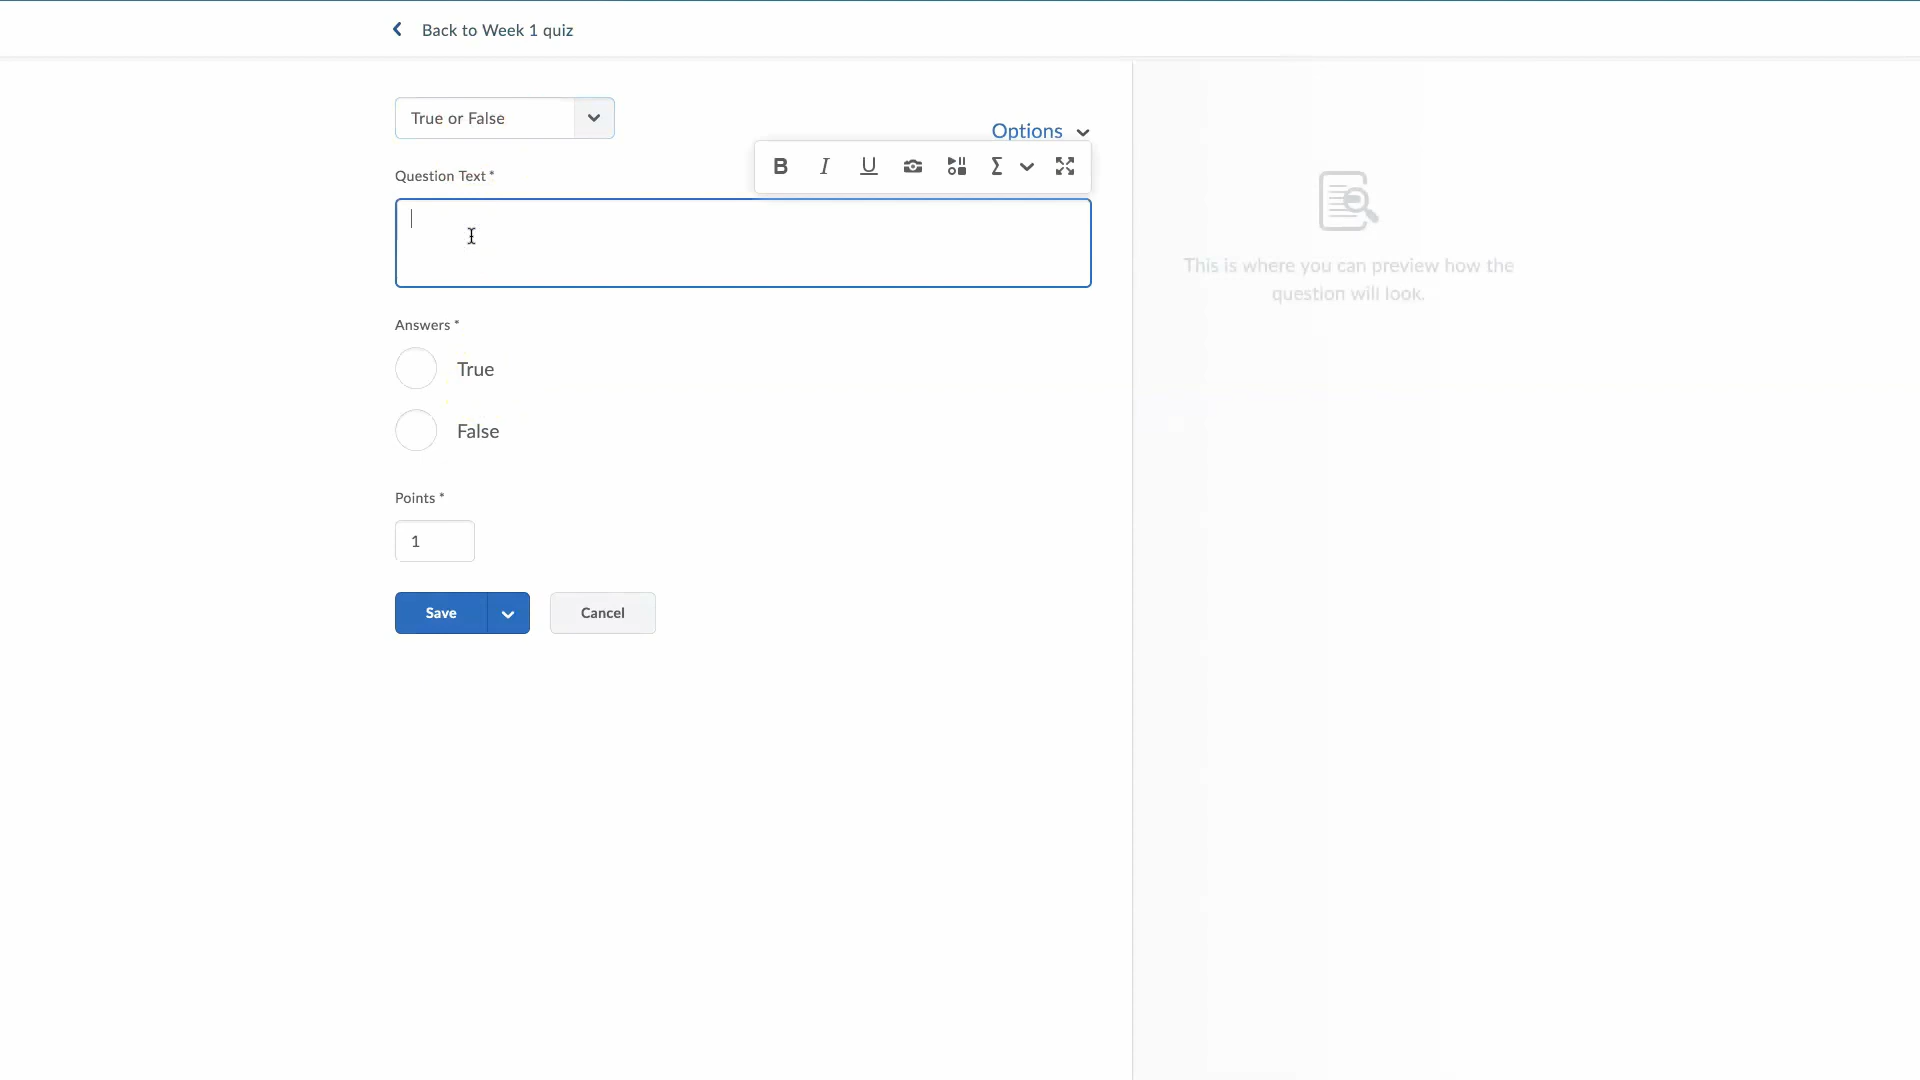 Back to Week 1 quiz
True or False
Options
B I U Σ
Question Text *
This is where you can preview how the
question will look.
Answers *
True
False
Points *
1
Save
Cancel